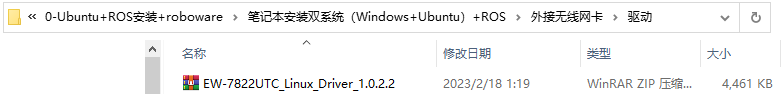 « 0-Ubuntu+ROS安装+roboware > 笔记本安装双系统（Windows+Ubuntu）+ROS > 外接无线网卡 > 驱动
名称 修改日期 类型 大小
EW-7822UTC_Linux_Driver_1.0.2.2 2023/2/18 1:19 WinRAR ZIP 压缩... 4,461 KB